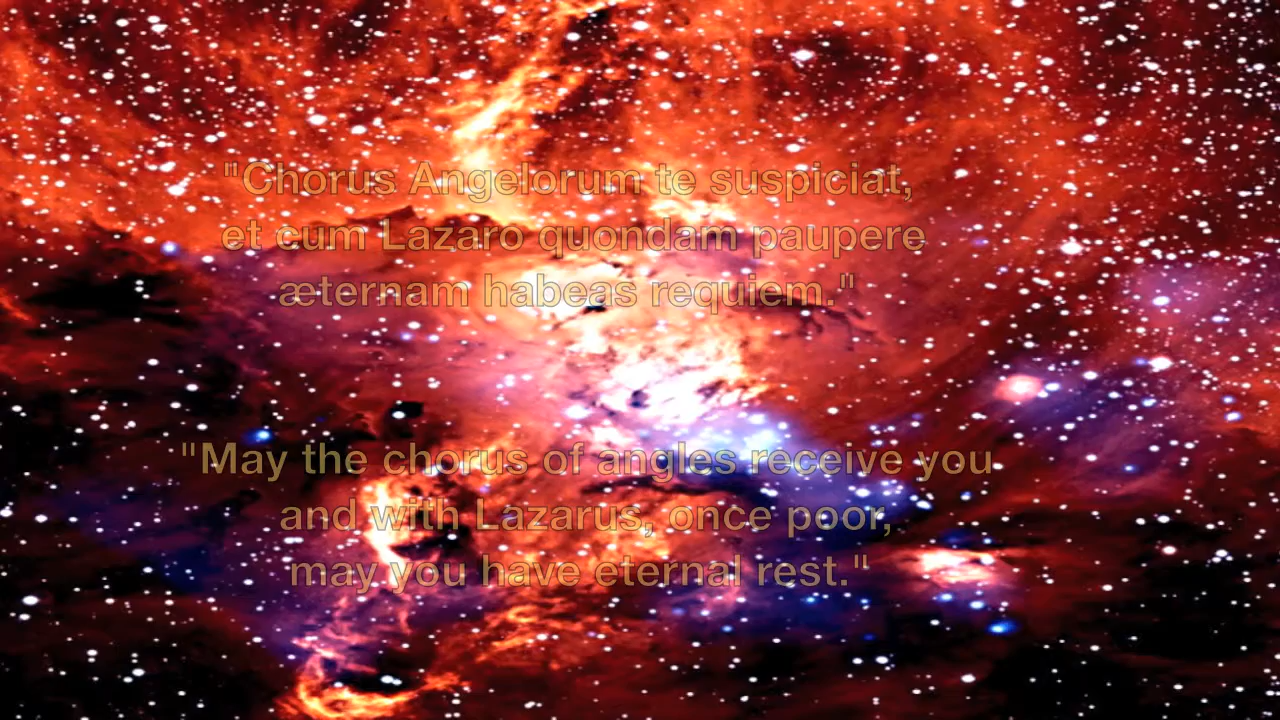 "Chorus Angelorum te suspiciat,
et cum Lazaro quondam paupere
æternam habeas requiem."
"May the chorus of angles receive you
and with Lazarus, once poor,
may you have eternal rest."